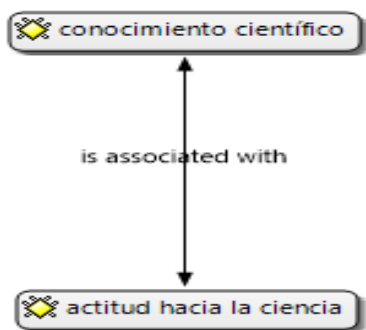 conocimiento científico
is associated with
actitud hacia la ciencia